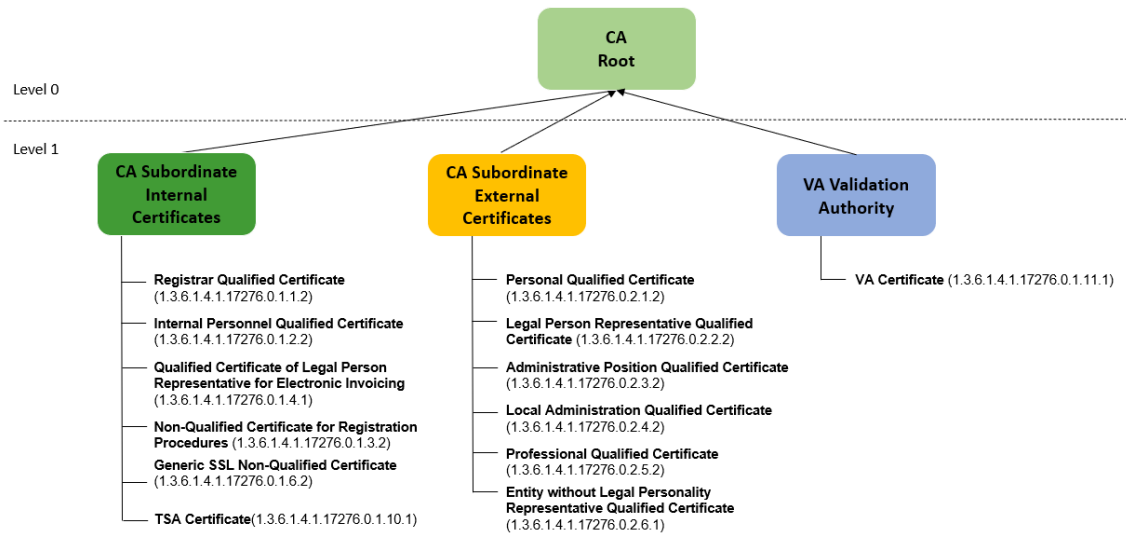 CA
Root
Level 0
Level 1
CA Subordinate
Internal
Certificates
Registrar Qualified Certificate
(1.3.6.1.4.1.17276.0.1.1.2)
Internal Personnel Qualified Certificate
(1.3.6.1.4.1.17276.0.1.2.2)
Qualified Certificate of Legal Person
Representative for Electronic Invoicing
(1.3.6.1.4.1.17276.0.1.4.1)
Non-Qualified Certificate for Registration
Procedures (1.3.6.1.4.1.17276.0.1.3.2)
Generic SSL Non-Qualified Certificate
(1.3.6.1.4.1.17276.0.1.6.2)
TSA Certificate(1.3.6.1.4.1.17276.0.1.10.1)
CA Subordinate
External
Certificates
Personal Qualified Certificate
(1.3.6.1.4.1.17276.0.2.1.2)
Legal Person Representative Qualified
Certificate (1.3.6.1.4.1.17276.0.2.2.2)
Administrative Position Qualified Certificate
(1.3.6.1.4.1.17276.0.2.3.2)
Local Administration Qualified Certificate
(1.3.6.1.4.1.17276.0.2.4.2)
Professional Qualified Certificate
(1.3.6.1.4.1.17276.0.2.5.2)
Entity without Legal Personality
Representative Qualified Certificate
(1.3.6.1.4.1.17276.0.2.6.1)
VA Validation
Authority
VA Certificate (1.3.6.1.4.1.17276.0.1.11.1)